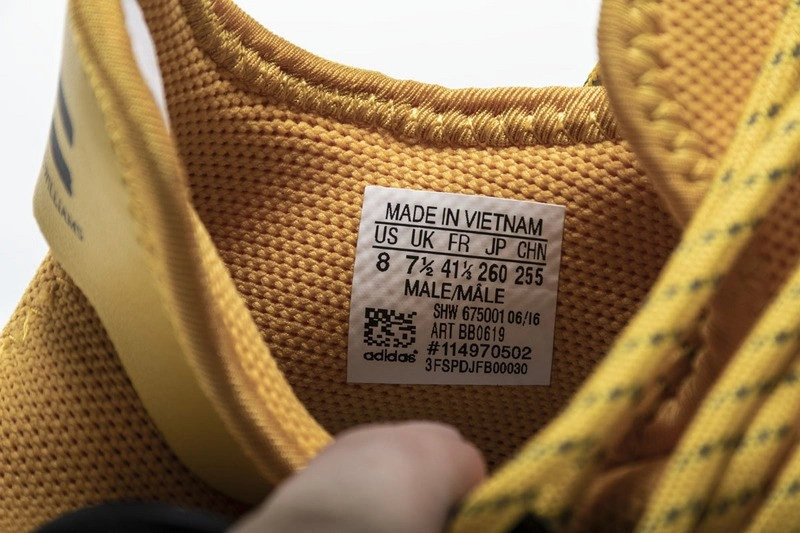 WILLIAMS
MADE IN VIETNAM
US UK FR JP CHN
8 7½ 41⅓ 260 255
MALE/MÂLE
SHW 675001 06/16
ART BB0619
adidas
#114970502
3FSPDJFB00030